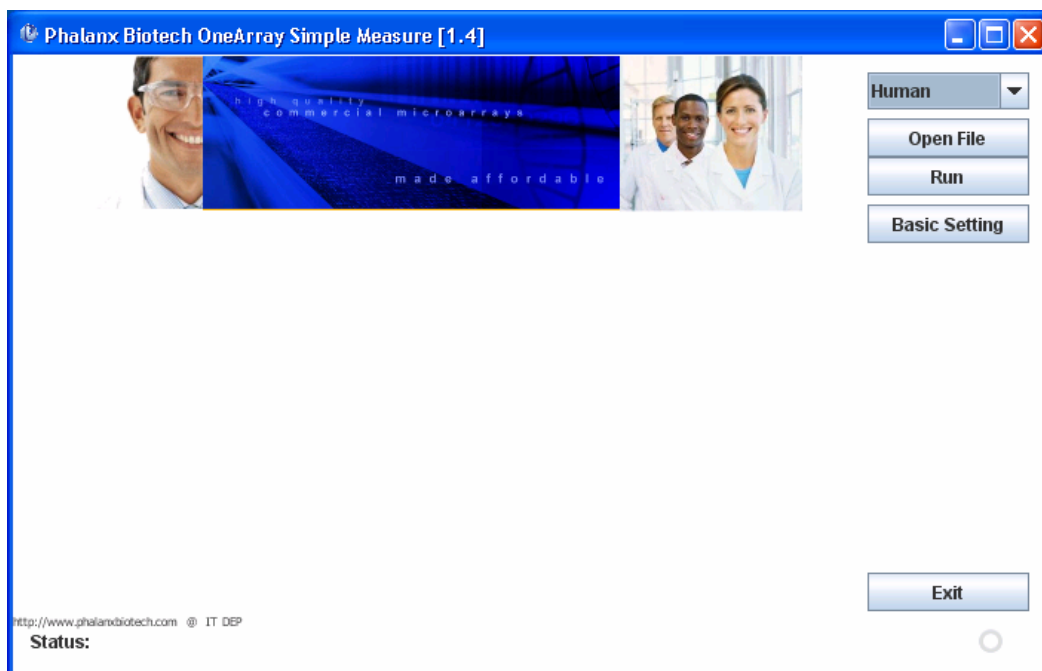 Phalanx Biotech OneArray Simple Measure [1.4]
high quality
commercial microarrays
made affordable
Human
Open File
Run
Basic Setting
Exit
http://www.phalanxbiotech.com @ IT DEP
Status: